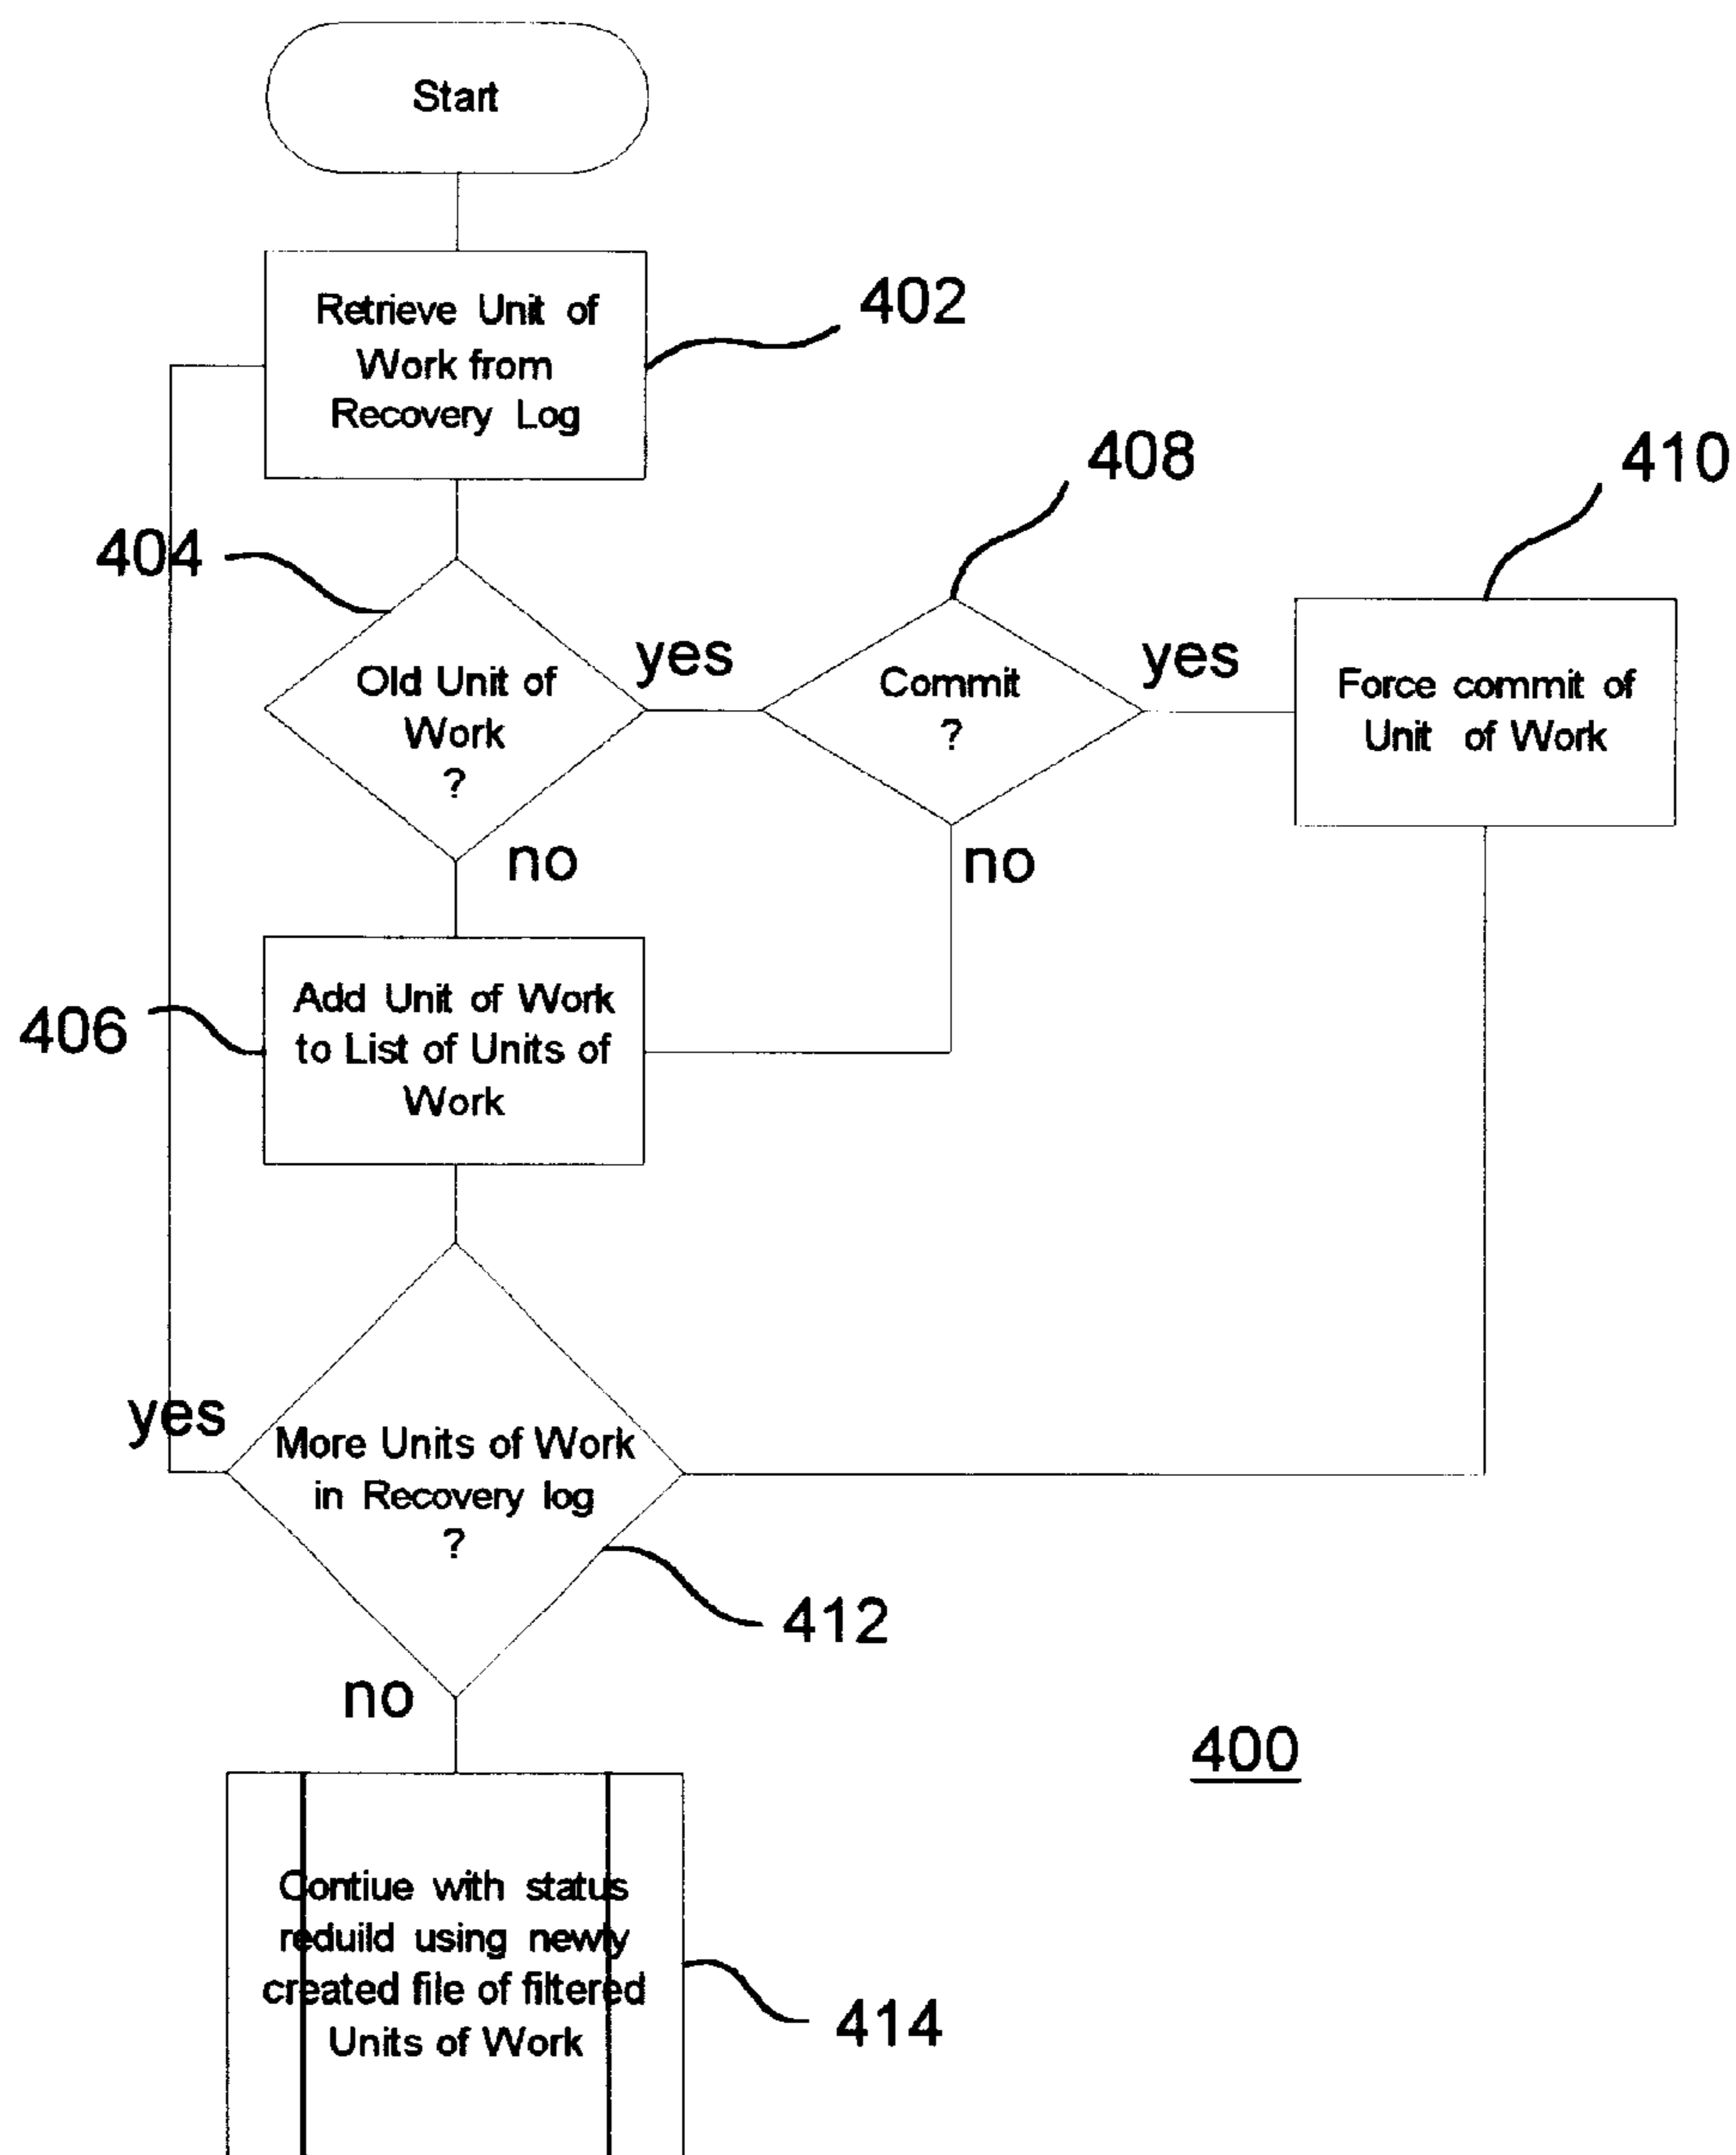 Start
Retrieve Unit of
Work from
Recovery Log
402
404
Old Unit of
Work
?
yes
no
408
Commit
?
yes
no
410
Force commit of
Unit of Work
406
Add Unit of Work
to List of Units of
Work
yes
More Units of Work
in Recovery log
?
412
no
400
Contiue with status
reduild using newly
created file of filtered
Units of Work
414